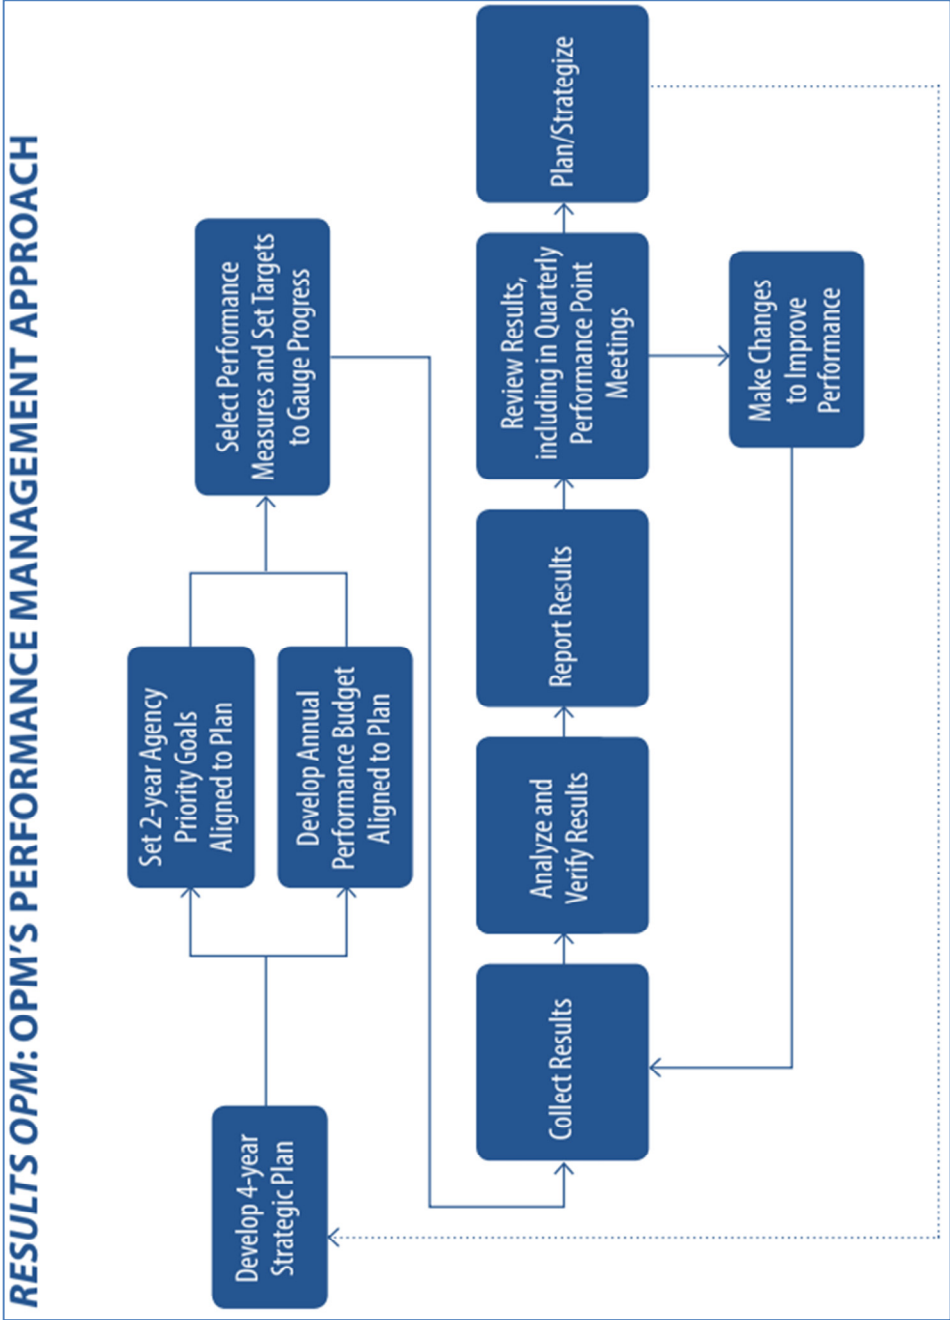 RESULTS OPM: OPM'S PERFORMANCE MANAGEMENT APPROACH
Develop 4-year
Strategic Plan
Set 2-year Agency
Priority Goals
Aligned to Plan
Develop Annual
Performance Budget
Aligned to Plan
Select Performance
Measures and Set Targets
to Gauge Progress
Collect Results
Analyze and
Verify Results
Report Results
Review Results,
including in Quarterly
Performance Point
Meetings
Plan/Strategize
Make Changes
to Improve
Performance